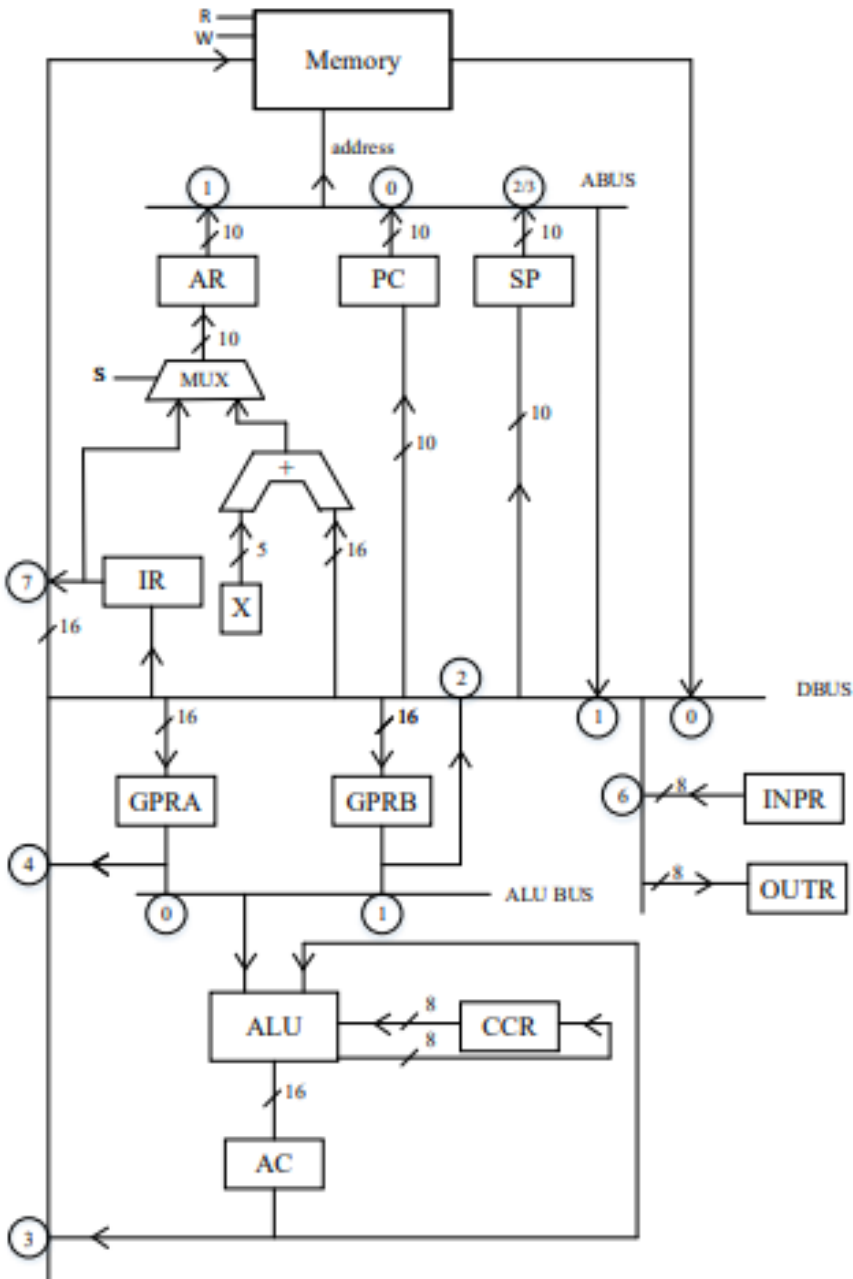 R
W
Memory
address
1
0
2/3
ABUS
10
10
10
AR
PC
SP
10
S
MUX
10
+
10
5
16
7
IR
X
16
2
DBUS
1
0
16
16
GPRA
GPRB
6
8
INPR
4
8
OUTR
ALU BUS
0
1
ALU
8
CCR
8
16
AC
3